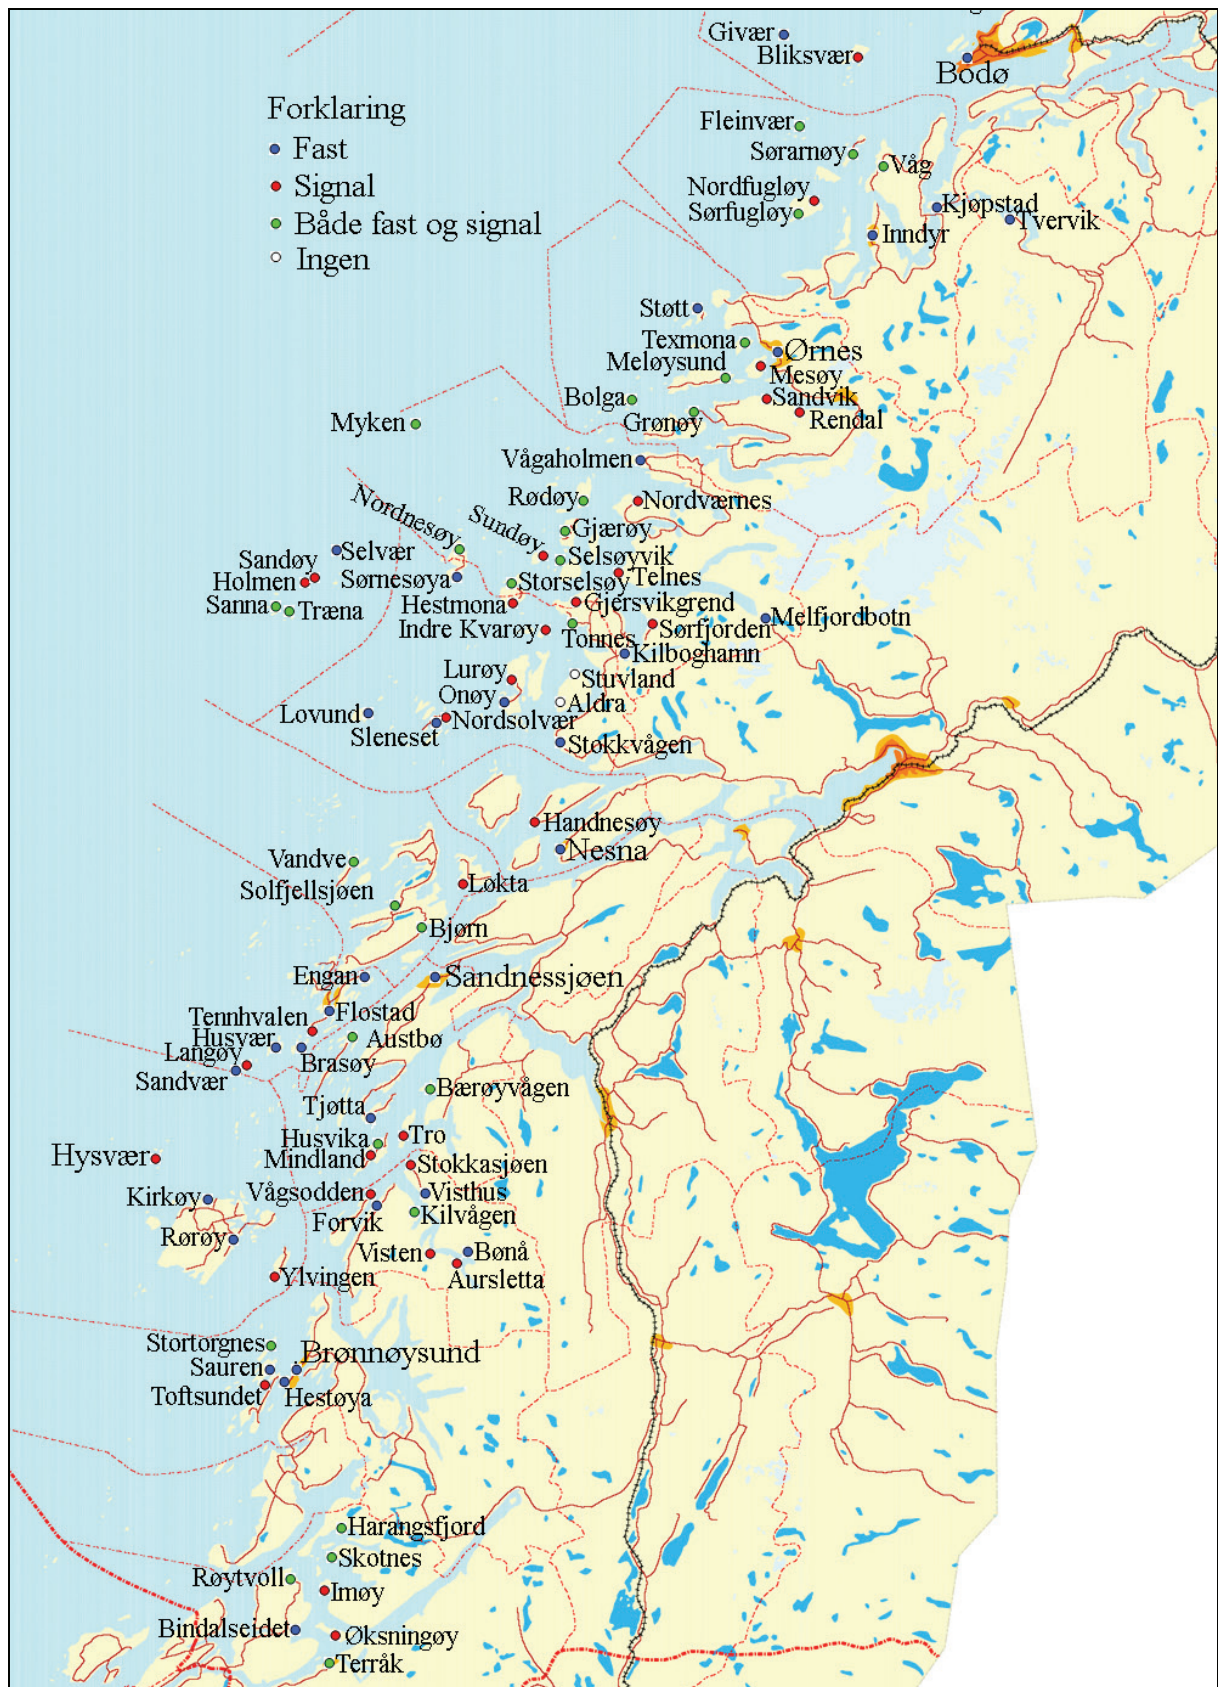 Givær
Bliksvær
Bodø
Forklaring
Fast
Signal
Både fast og signal
Ingen
Fleinvær
Sørarnøy
Våg
Nordfugløy
Sørfugløy
Kjøpstad
Tvervik
Inndyr
Støtt
Texmona
Ørnes
Meløysund
Mesøy
Bolga
Sandvik
Grønøy
Rendal
Myken
Vågaholmen
Rødøy
Nordværnes
Nordnesøy
Sundøy
Gjærøy
Selvær
Selsøyvik
Sandøy
Holmen
Sørnesøya
Storselsøy
Telnes
Sanna
Træna
Hestmona
Gjersvikgrend
Indre Kvarøy
Tonnes
Sørfjorden
Melfjordbotn
Kilboghamn
Lurøy
Stuvland
Onøy
Aldra
Lovund
Nordsolvær
Sleneset
Stokkvågen
Handnesøy
Nesna
Vandve
Solfjellsjøen
Løkta
Bjørn
Engan
Sandnessjøen
Tennhvalen
Flostad
Husvær
Austbø
Langøy
Brasøy
Sandvær
Bærøyvågen
Tjøtta
Husvika
Tro
Hysvær
Mindland
Stokkasjøen
Kirkøy
Vågsodden
Visthus
Forvik
Kilvågen
Rørøy
Visten
Bønå
Ylvingen
Aursletta
Stortorgnes
Brønnøysund
Sauren
Toftsundet
Hestøya
Harangsfjord
Skotnes
Røytvoll
Imøy
Bindalseidet
Øksningøy
Terråk